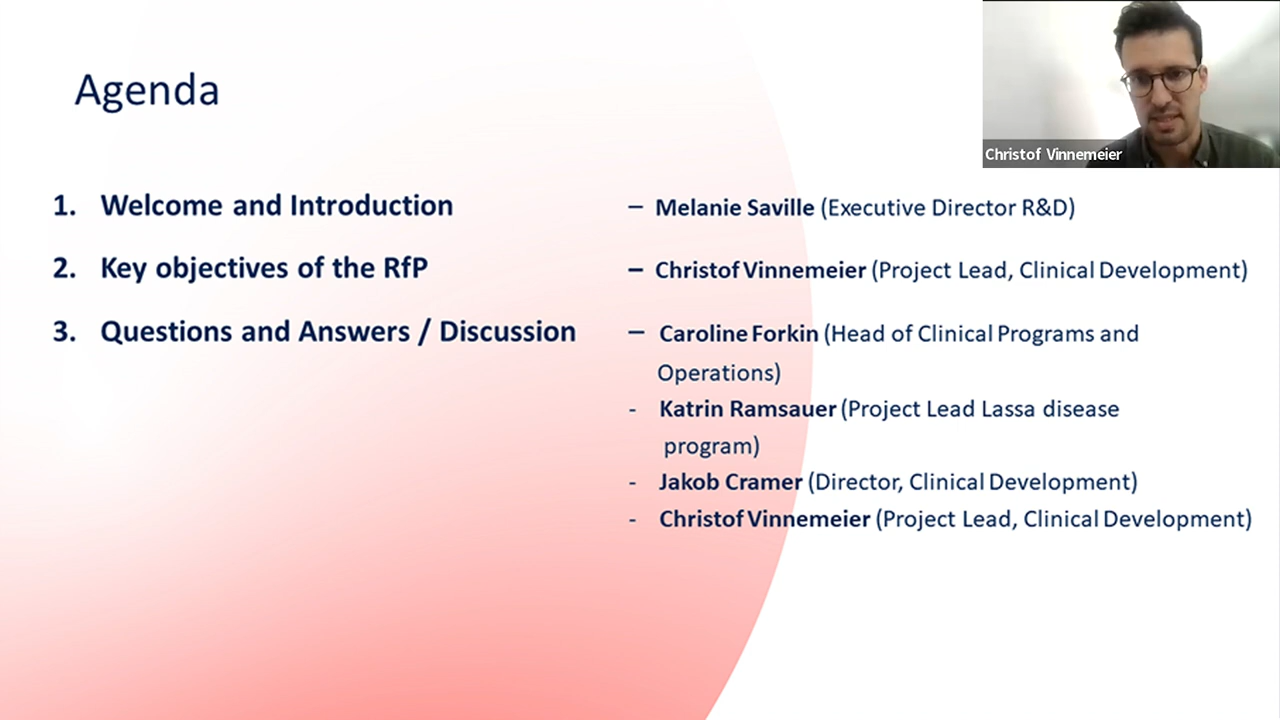 Agenda
Christof Vinnemeier
1. Welcome and Introduction
– Melanie Saville (Executive Director R&D)
2. Key objectives of the RfP
– Christof Vinnemeier (Project Lead, Clinical Development)
3. Questions and Answers / Discussion
– Caroline Forkin (Head of Clinical Programs and
Operations)
- Katrin Ramsauer (Project Lead Lassa disease
program)
- Jakob Cramer (Director, Clinical Development)
- Christof Vinnemeier (Project Lead, Clinical Development)